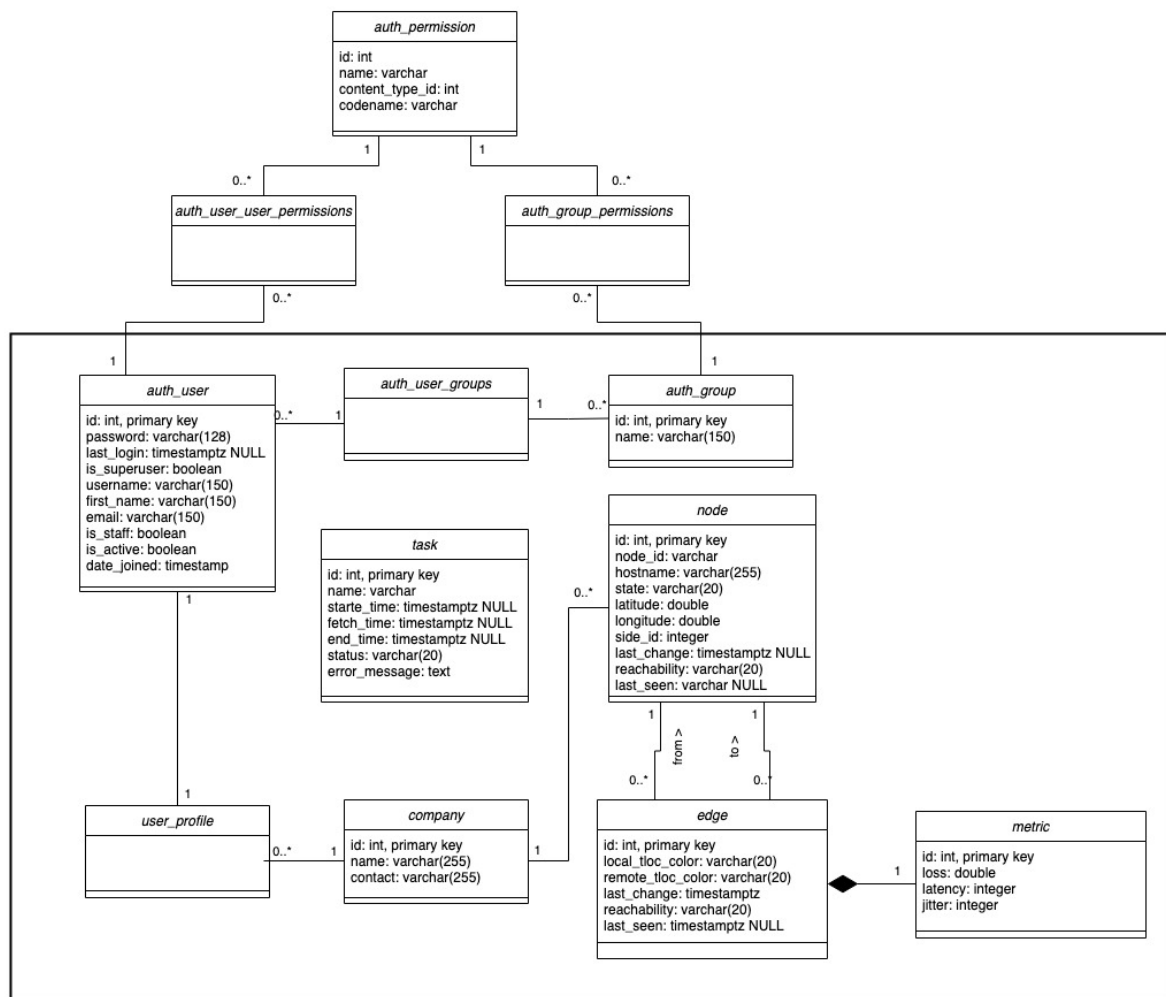 auth_permission
id: int
name: varchar
content_type_id: int
codename: varchar
1
1
0..*
0..*
auth_user_user_permissions
auth_group_permissions
0..*
0..*
1
1
auth_user
id: int, primary key
password: varchar(128)
last_login: timestamptz NULL
is_superuser: boolean
username: varchar(150)
first_name: varchar(150)
email: varchar(150)
is_staff: boolean
is_active: boolean
date_joined: timestamp
0..*
1
auth_user_groups
1
0..*
auth_group
id: int, primary key
name: varchar(150)
task
id: int, primary key
name: varchar
starte_time: timestamptz NULL
fetch_time: timestamptz NULL
end_time: timestamptz NULL
status: varchar(20)
error_message: text
node
id: int, primary key
node_id: varchar
hostname: varchar(255)
state: varchar(20)
latitude: double
longitude: double
side_id: integer
last_change: timestamptz NULL
reachability: varchar(20)
last_seen: varchar NULL
0..*
1
1
1
from >
to >
0..*
0..*
1
user_profile
0..*
1
company
id: int, primary key
name: varchar(255)
contact: varchar(255)
1
edge
id: int, primary key
local_tloc_color: varchar(20)
remote_tloc_color: varchar(20)
last_change: timestamptz
reachability: varchar(20)
last_seen: timestamptz NULL
1
metric
id: int, primary key
loss: double
latency: integer
jitter: integer